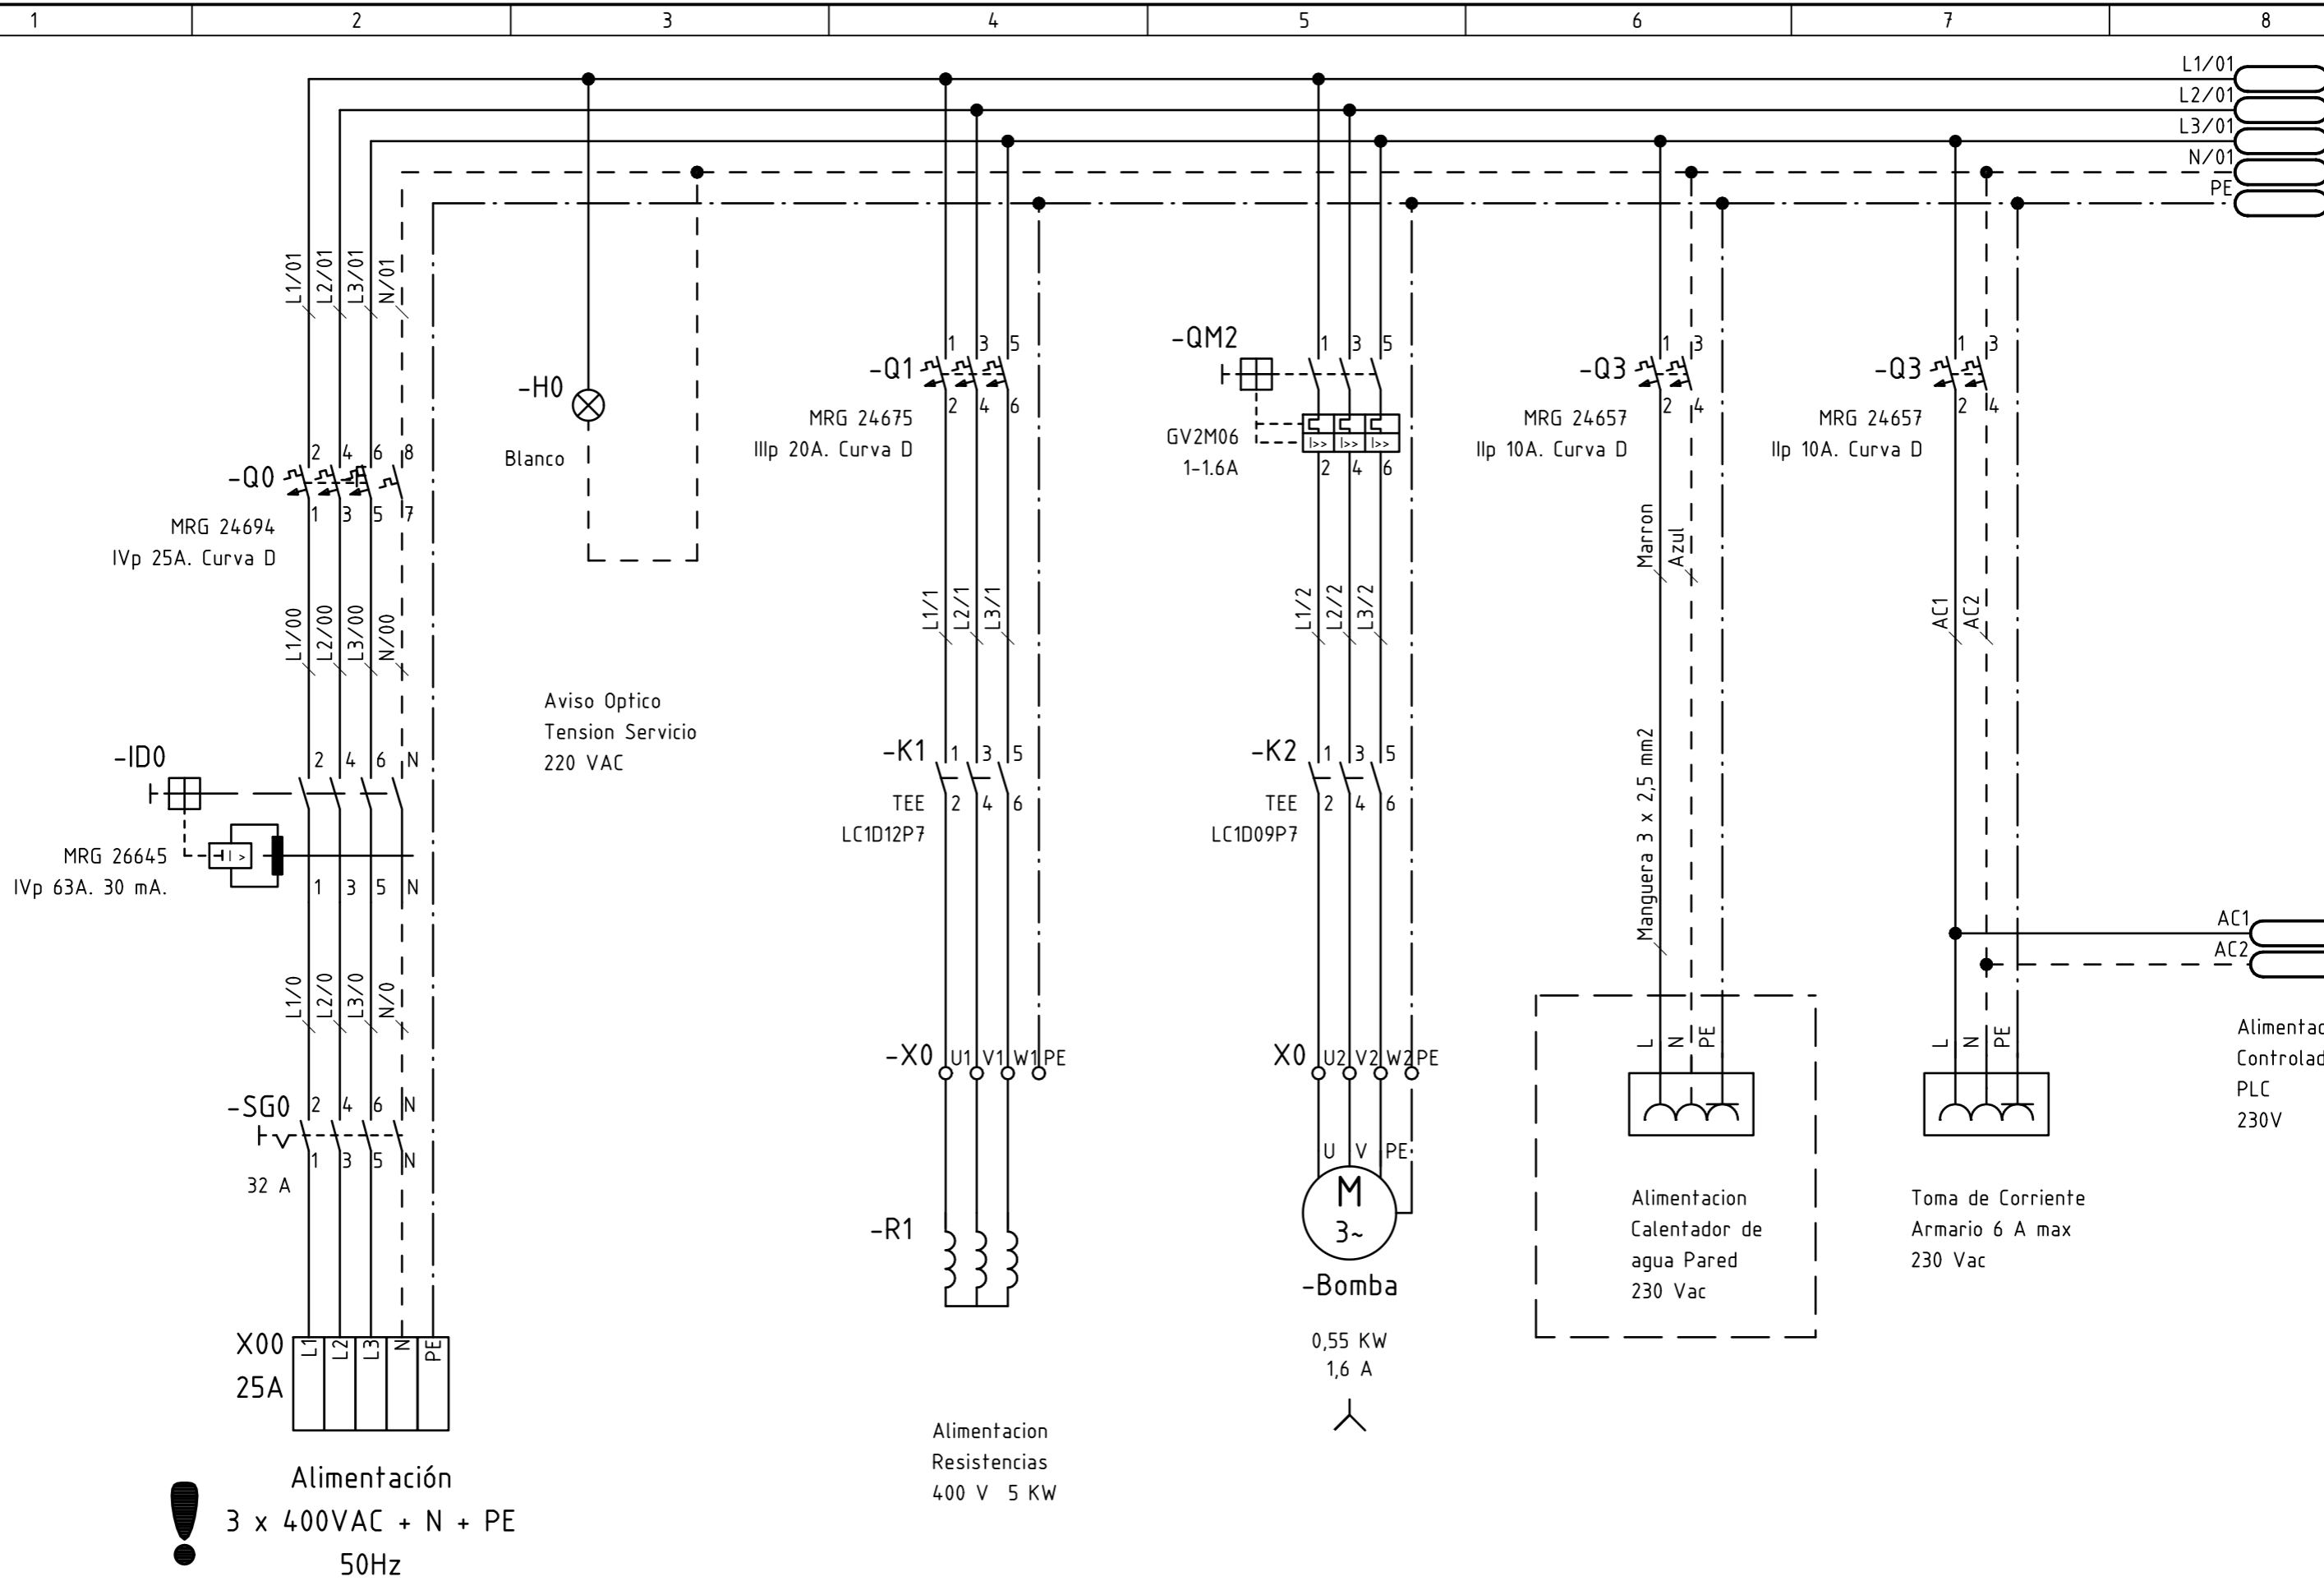 1 2 3 4 5 6 7 8
L1/01
L2/01
L3/01
N/01
PE
L1/01 L2/01 L3/01 N/01
-Q0
2 4 6 8
1 3 5 7
MRG 24694
IVp 25A. Curva D
L1/00 L2/00 L3/00 N/00
-ID0
2 4 6 N
I >
1 3 5 N
MRG 26645
IVp 63A. 30 mA.
L1/0 L2/0 L3/0 N/0
-SG0
2 4 6 N
1 3 5 N
32 A
X00
25A
L1 L2 L3 N PE
Alimentación
3 x 400VAC + N + PE
50Hz
-H0
Blanco
Aviso Optico
Tension Servicio
220 VAC
-Q1
1 3 5
2 4 6
MRG 24675
IIIp 20A. Curva D
L1/1 L2/1 L3/1
-K1
1 3 5
2 4 6
TEE
LC1D12P7
-X0 U1 V1 W1 PE
-R1
Alimentacion
Resistencias
400 V 5 KW
-QM2
1 3 5
I>> I>> I>>
2 4 6
GV2M06
1-1.6A
L1/2 L2/2 L3/2
-K2
1 3 5
2 4 6
TEE
LC1D09P7
X0 U2 V2 W2 PE
U V PE
M
3~
-Bomba
0,55 KW
1,6 A
-Q3
1 3
2 4
MRG 24657
IIp 10A. Curva D
Marron Azul
Manguera 3 x 2,5 mm2
L N PE
Alimentacion
Calentador de
agua Pared
230 Vac
-Q3
1 3
2 4
MRG 24657
IIp 10A. Curva D
AC1 AC2
L N PE
Toma de Corriente
Armario 6 A max
230 Vac
AC1
AC2
Alimentac
Controlad
PLC
230V